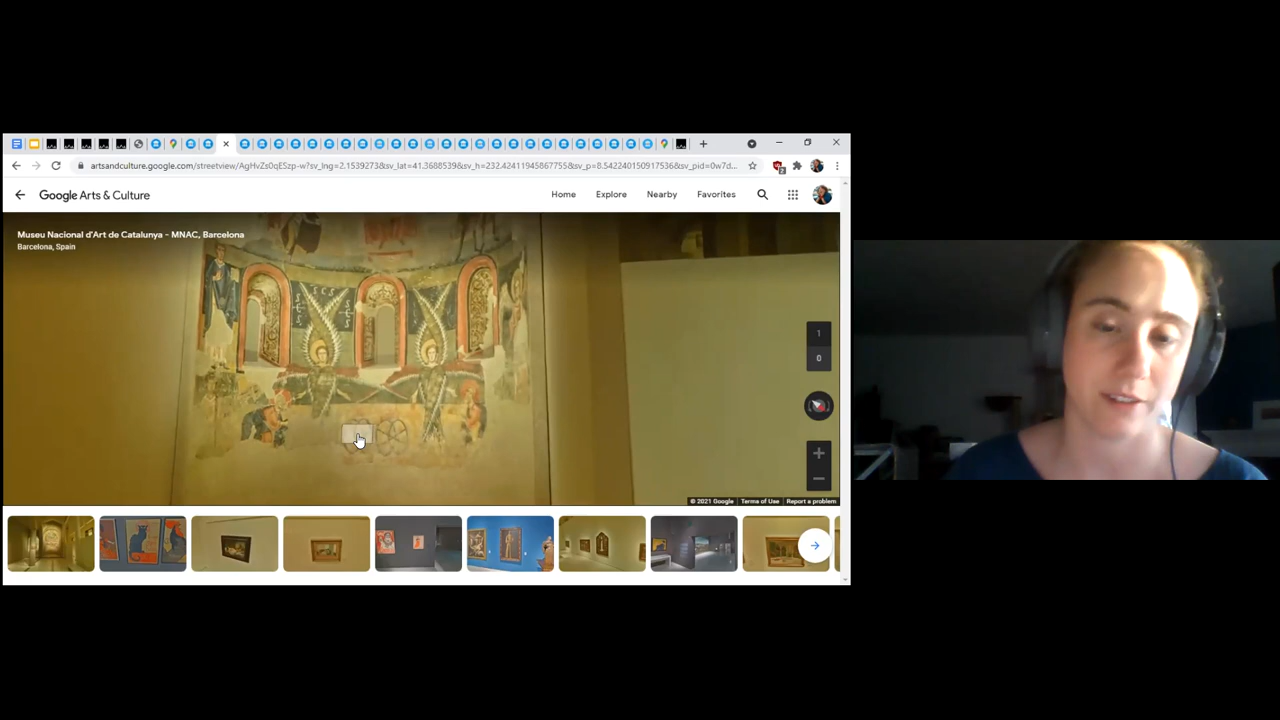 artsandculture.google.com/streetview/AgHvZs0qESzp-w?sv_lng=2.1539273&sv_lat=41.3688539&sv_h=232.42411945867755&sv_p=8.542240150917536&sv_pid=0w7d...
Google Arts & Culture
Home
Explore
Nearby
Favorites
Museu Nacional d'Art de Catalunya - MNAC, Barcelona
Barcelona, Spain
1
0
© 2021 Google
Terms of Use
Report a problem